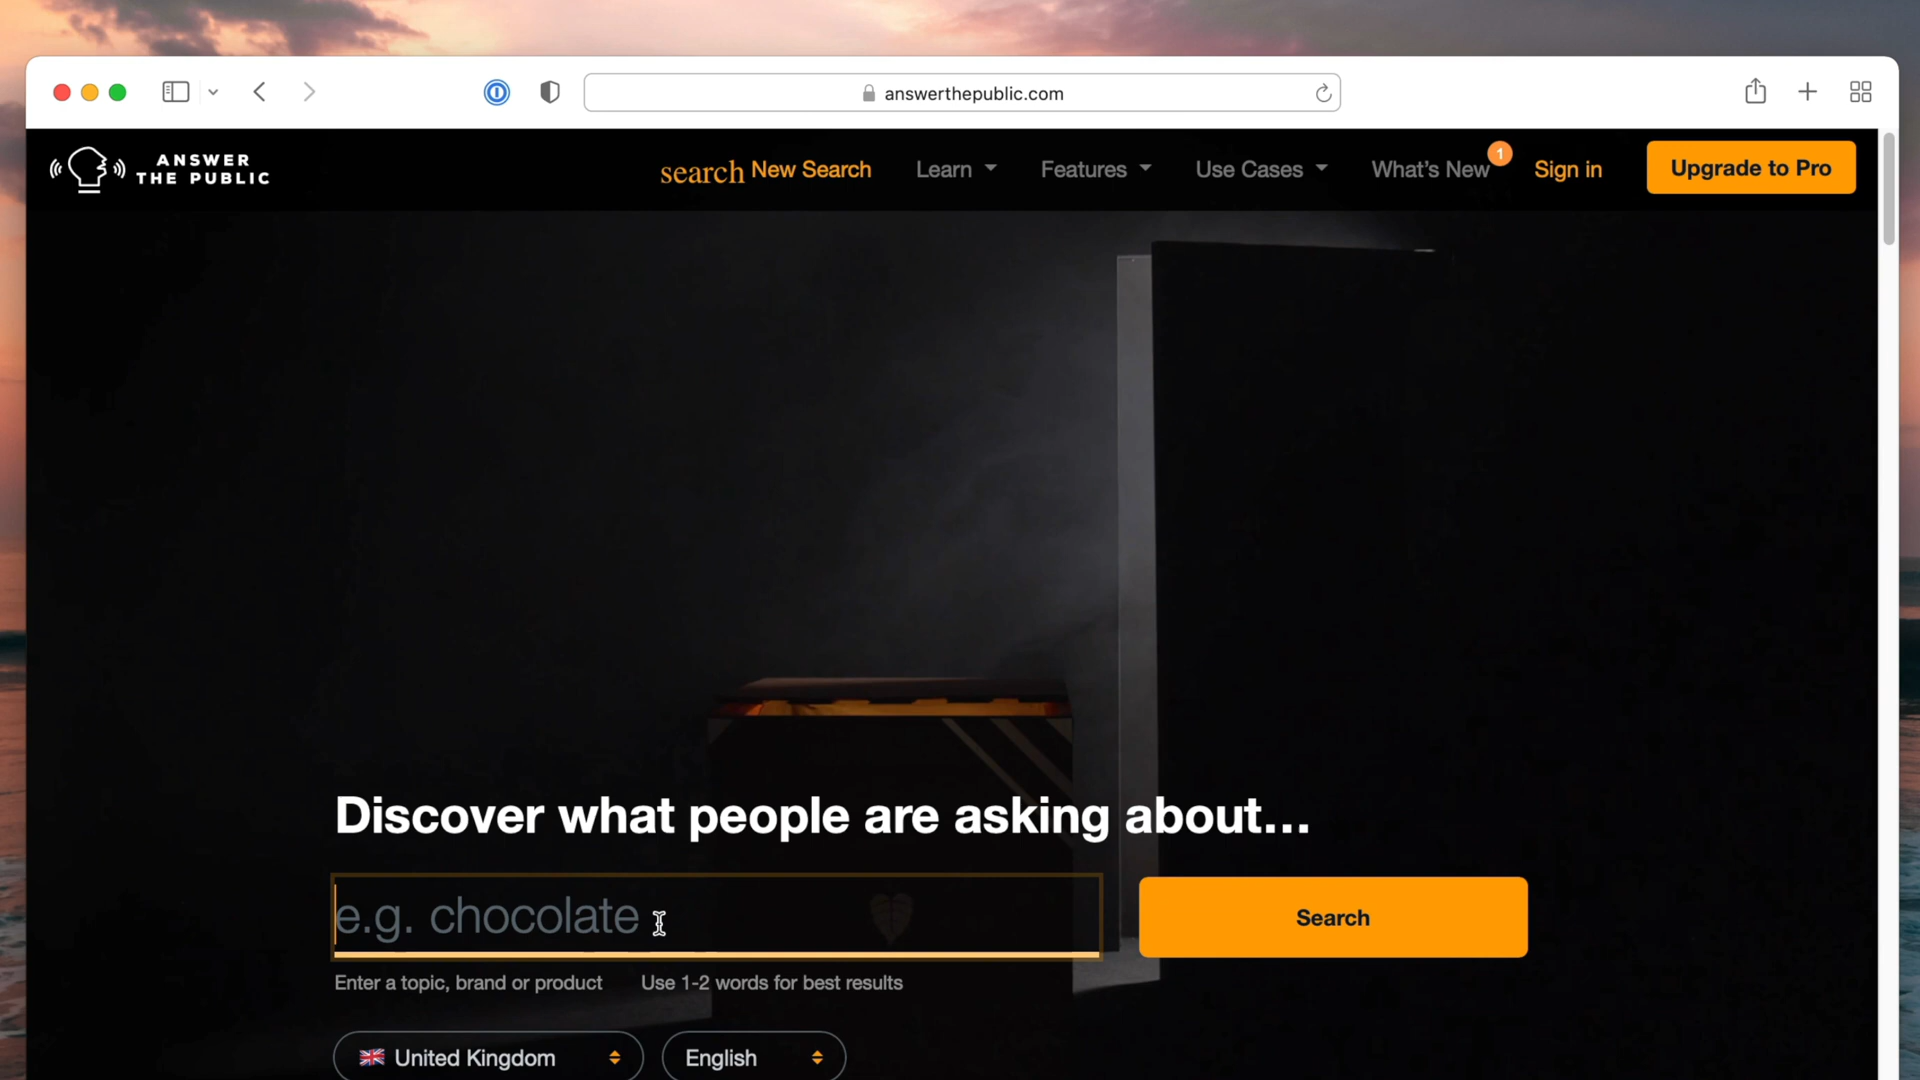 answerthepublic.com
ANSWER
THE PUBLIC
search New Search Learn Features Use Cases What's New 1 Sign in Upgrade to Pro
Discover what people are asking about...
e.g. chocolate Search
Enter a topic, brand or product Use 1-2 words for best results
United Kingdom English